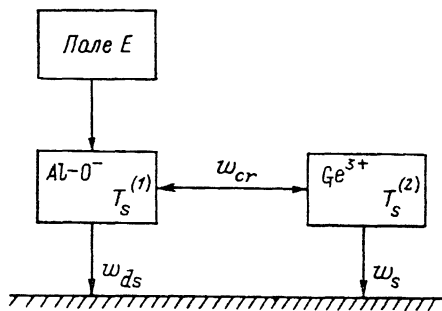 Поле E
Al-O⁻
T_s^(1)
w_cr
Ge³⁺
T_s^(2)
w_ds
w_s